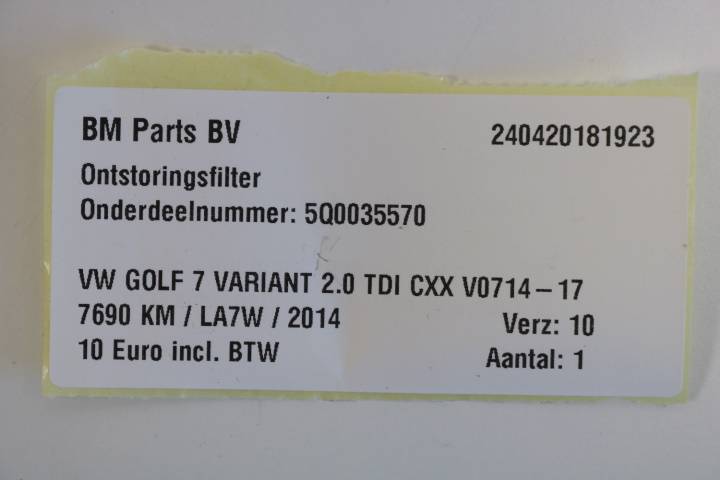 BM Parts BV 240420181923
Ontstoringsfilter
Onderdeelnummer: 5Q0035570
VW GOLF 7 VARIANT 2.0 TDI CXX V0714-17
7690 KM / LA7W / 2014 Verz: 10
10 Euro incl. BTW Aantal: 1